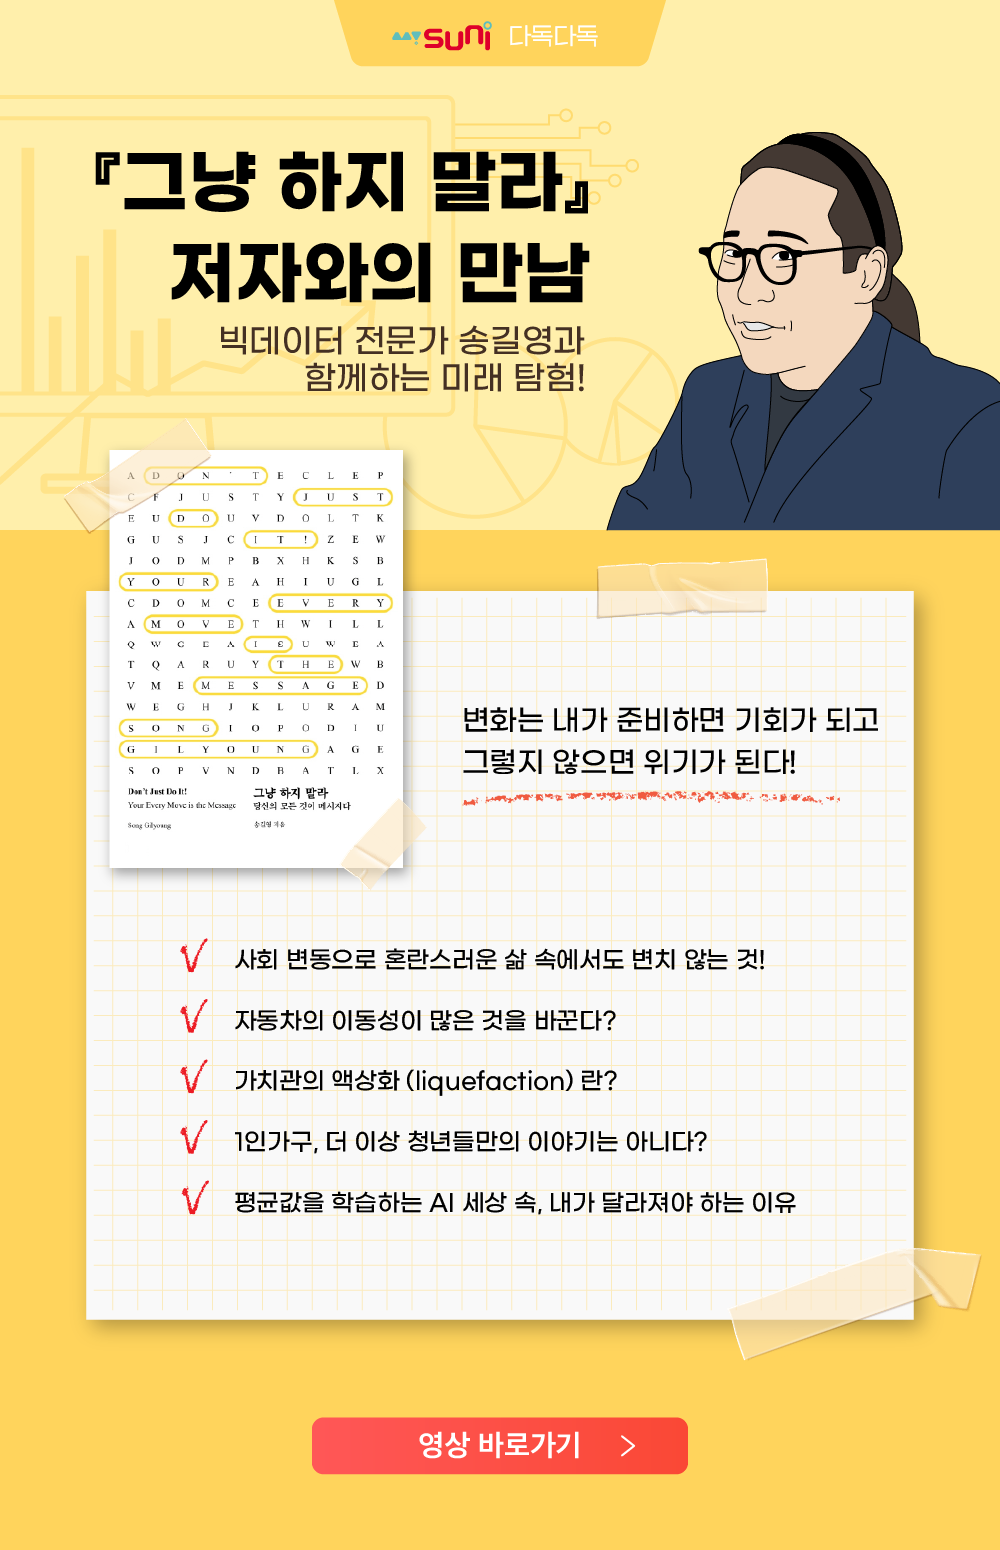 mySUNI 다독다독
『그냥 하지 말라』
저자와의 만남
빅데이터 전문가 송길영과
함께하는 미래 탐험!
A D O N ' T E C L E P
C F J U S T Y J U S T
E U D O U V D O L T K
G U S J C I T ! Z E W
J O D M P B X H K S B
Y O U R E A H I U G L
C D O M C E E V E R Y
A M O V E T H W I L L
Q W C E A I S U W E A
T Q A R U Y T H E W B
V M E M E S S A G E D
W E G H J K L U R A M
S O N G I O P O D I U
G I L Y O U N G A G E
S O P V N D B A T L X
Don't Just Do It!
Your Every Move is the Message
Song Gilyoung
그냥 하지 말라
당신의 모든 것이 메시지다
송길영 지음
변화는 내가 준비하면 기회가 되고
그렇지 않으면 위기가 된다!
사회 변동으로 혼란스러운 삶 속에서도 변치 않는 것!
자동차의 이동성이 많은 것을 바꾼다?
가치관의 액상화 (liquefaction) 란?
1인가구, 더 이상 청년들만의 이야기는 아니다?
평균값을 학습하는 AI 세상 속, 내가 달라져야 하는 이유
영상 바로가기 >